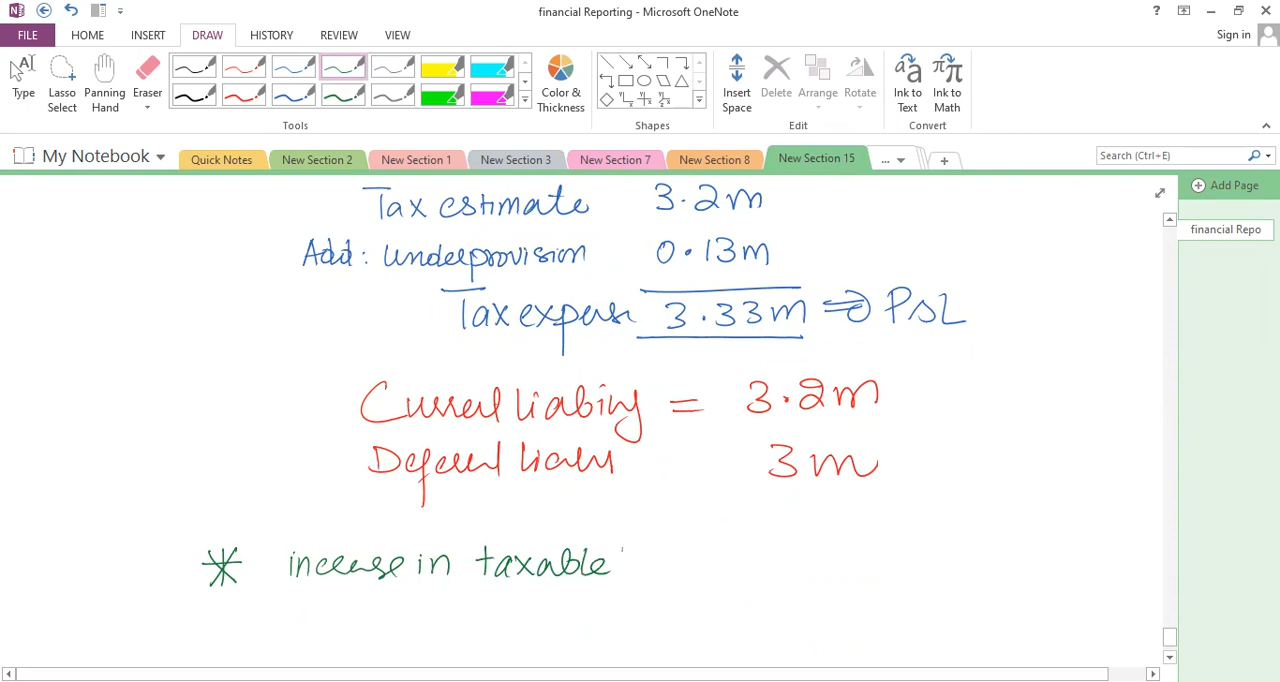 financial Reporting - Microsoft OneNote
?
FILE HOME INSERT DRAW HISTORY REVIEW VIEW
Sign in
Type
Lasso Select
Panning Hand
Eraser
Color & Thickness
Insert Space
Delete
Arrange
Rotate
Ink to Text
Ink to Math
Tools
Shapes
Edit
Convert
My Notebook
Quick Notes
New Section 2
New Section 1
New Section 3
New Section 7
New Section 8
New Section 15
...
Search (Ctrl+E)
Add Page
financial Repo
Tax estimate 3.2m
Add: Underprovision 0.13m
Tax expense 3.33m ⇒ P&L
Current liability = 3.2m
Deferred 3m
* increase in taxable